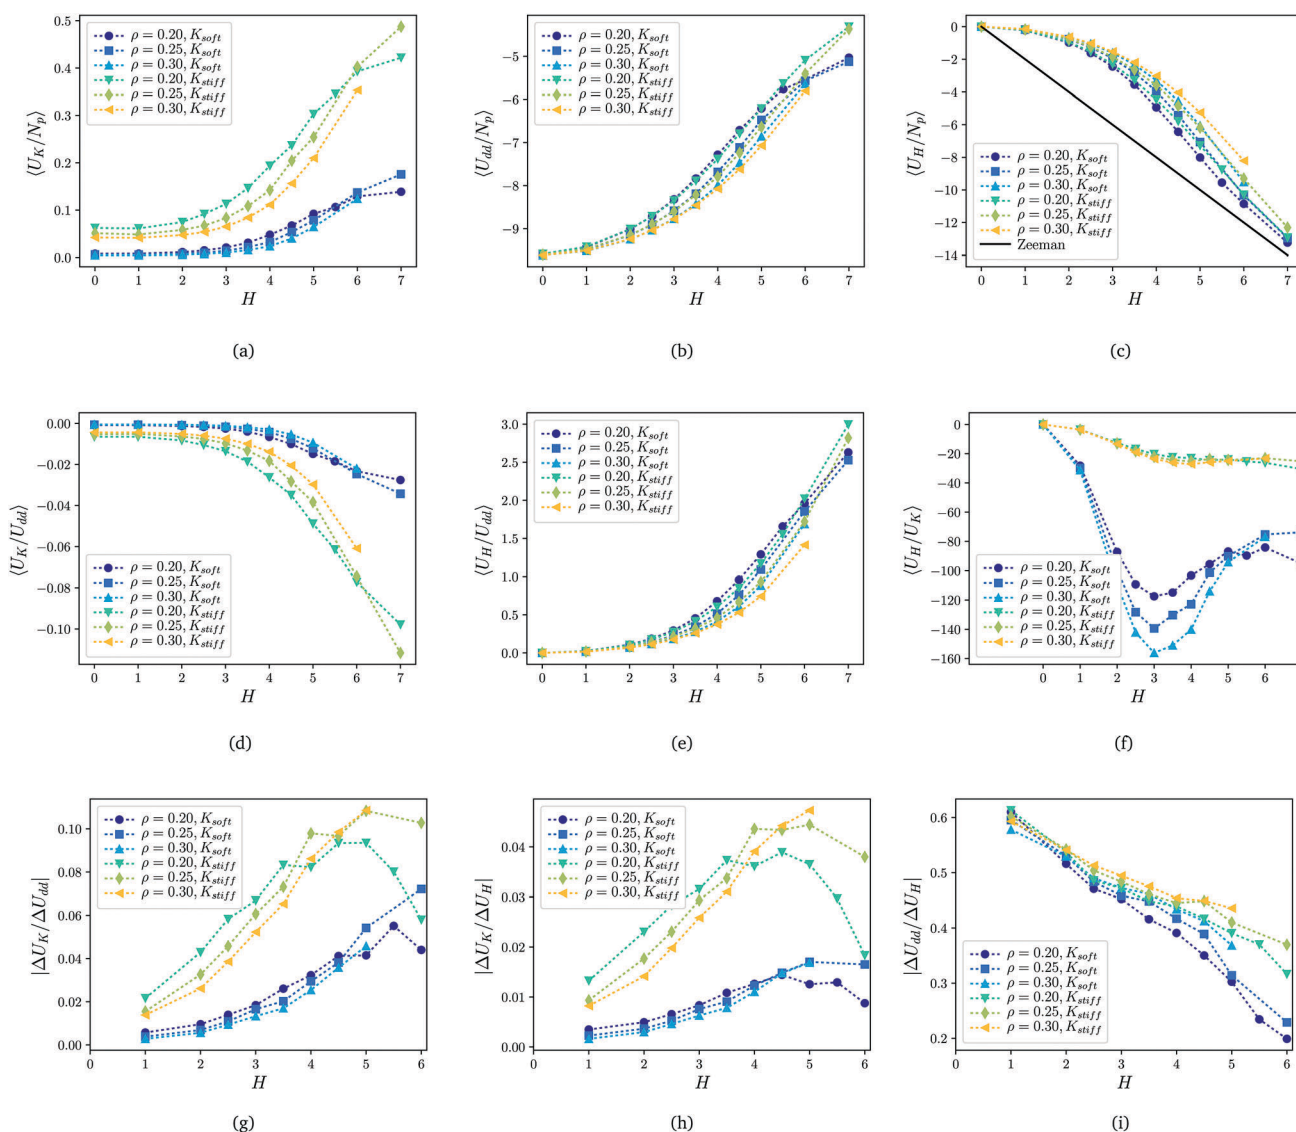 ⟨U_K/N_p⟩
0.5
0.4
0.3
0.2
0.1
0.0
ρ = 0.20, K_soft
ρ = 0.25, K_soft
ρ = 0.30, K_soft
ρ = 0.20, K_stiff
ρ = 0.25, K_stiff
ρ = 0.30, K_stiff
0 1 2 3 4 5 6 7
H
(a)
⟨U_dd/N_p⟩
−5
−6
−7
−8
−9
ρ = 0.20, K_soft
ρ = 0.25, K_soft
ρ = 0.30, K_soft
ρ = 0.20, K_stiff
ρ = 0.25, K_stiff
ρ = 0.30, K_stiff
0 1 2 3 4 5 6 7
H
(b)
⟨U_H/N_p⟩
0
−2
−4
−6
−8
−10
−12
−14
ρ = 0.20, K_soft
ρ = 0.25, K_soft
ρ = 0.30, K_soft
ρ = 0.20, K_stiff
ρ = 0.25, K_stiff
ρ = 0.30, K_stiff
Zeeman
0 1 2 3 4 5 6 7
H
(c)
⟨U_K/U_dd⟩
0.00
−0.02
−0.04
−0.06
−0.08
−0.10
ρ = 0.20, K_soft
ρ = 0.25, K_soft
ρ = 0.30, K_soft
ρ = 0.20, K_stiff
ρ = 0.25, K_stiff
ρ = 0.30, K_stiff
0 1 2 3 4 5 6 7
H
(d)
⟨U_H/U_dd⟩
3.0
2.5
2.0
1.5
1.0
0.5
0.0
ρ = 0.20, K_soft
ρ = 0.25, K_soft
ρ = 0.30, K_soft
ρ = 0.20, K_stiff
ρ = 0.25, K_stiff
ρ = 0.30, K_stiff
0 1 2 3 4 5 6 7
H
(e)
⟨U_H/U_K⟩
0
−20
−40
−60
−80
−100
−120
−140
−160
ρ = 0.20, K_soft
ρ = 0.25, K_soft
ρ = 0.30, K_soft
ρ = 0.20, K_stiff
ρ = 0.25, K_stiff
ρ = 0.30, K_stiff
0 1 2 3 4 5 6
H
(f)
|ΔU_K/ΔU_dd|
0.10
0.08
0.06
0.04
0.02
0.00
ρ = 0.20, K_soft
ρ = 0.25, K_soft
ρ = 0.30, K_soft
ρ = 0.20, K_stiff
ρ = 0.25, K_stiff
ρ = 0.30, K_stiff
0 1 2 3 4 5 6
H
(g)
|ΔU_K/ΔU_H|
0.04
0.03
0.02
0.01
0.00
ρ = 0.20, K_soft
ρ = 0.25, K_soft
ρ = 0.30, K_soft
ρ = 0.20, K_stiff
ρ = 0.25, K_stiff
ρ = 0.30, K_stiff
0 1 2 3 4 5 6
H
(h)
|ΔU_dd/ΔU_H|
0.6
0.5
0.4
0.3
0.2
ρ = 0.20, K_soft
ρ = 0.25, K_soft
ρ = 0.30, K_soft
ρ = 0.20, K_stiff
ρ = 0.25, K_stiff
ρ = 0.30, K_stiff
0 1 2 3 4 5 6
H
(i)